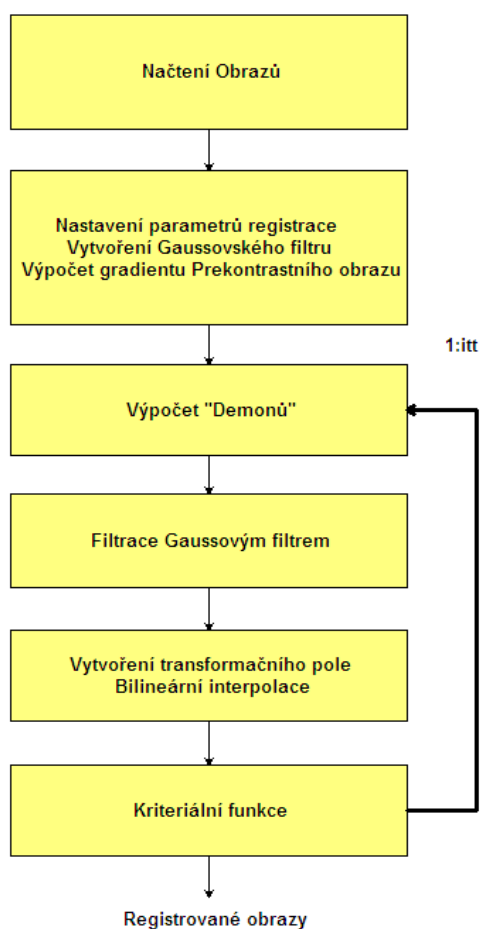 Načtení Obrazů
Nastavení parametrů registrace
Vytvoření Gaussovského filtru
Výpočet gradientu Prekontrastního obrazu
1:itt
Výpočet "Demonů"
Filtrace Gaussovým filtrem
Vytvoření transformačního pole
Bilineární interpolace
Kriteriální funkce
Registrované obrazy